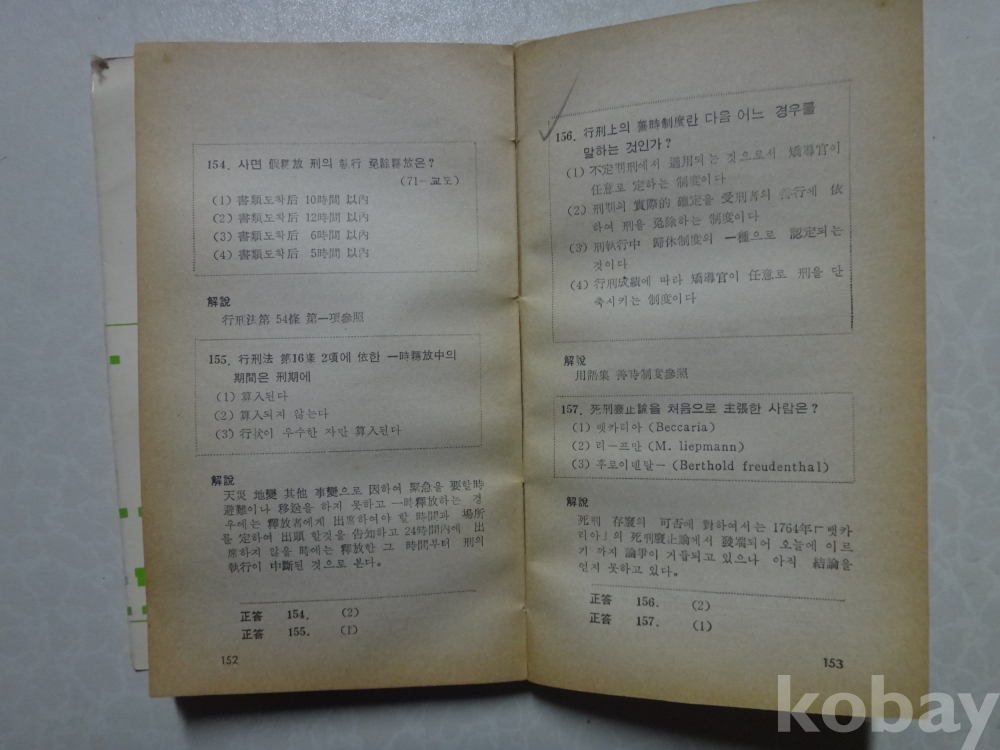 154. 사면 假釋放 刑의 執行 免除釋放은?
(71—교도)
(1) 書類도착后 10時間 以內
(2) 書類도착后 12時間 以內
(3) 書類도착后 6時間 以內
(4) 書類도착后 5時間 以內
解說
行刑法第 54條 第一項參照
155. 行刑法 第16條 2項에 依한 一時釋放中의
期間은 刑期에
(1) 算入된다
(2) 算入되지 않는다
(3) 行狀이 우수한 자만 算入된다
解說
天災 地變 其他 事變으로 因하여 緊急을 要할時
避難이나 移送을 하지 못하고 一時釋放하는 경
우에는 釋放者에게 出席하여야 할 時間과 場所
를 定하여 出頭 할것을 告知하고 24時間內에 出
席하지 않을 時에는 釋放한 그 時間부터 刑의
執行이 中斷된 것으로 본다。
正答 154. (2)
正答 155. (1)
152
156. 行刑上의 善時制度란 다음 어느 경우를
말하는 것인가?
(1) 不定期刑에서 適用되는 것으로서 矯導官이
任意로 定하는 制度이다
(2) 刑期의 實際的 確定을 受刑者의 善行에 依
하여 刑을 免除하는 制度이다
(3) 刑執行中 歸休制度의 一種으로 認定되는
것이다
(4) 行刑成績에 따라 矯導官이 任意로 刑을 단
축시키는 制度이다
解說
用語集 善時制度參照
157. 死刑廢止論을 처음으로 主張한 사람은?
(1) 벳카리아 (Beccaria)
(2) 리—프만 (M. liepmann)
(3) 후로이덴탈— (Berthold freudenthal)
解說
死刑 存廢의 可否에 對하여서는 1764年「벳카
리아」의 死刑廢止論에서 發端되어 오늘에 이르
기 까지 論爭이 거듭되고 있으나 아직 結論을
얻지 못하고 있다。
正答 156. (2)
正答 157. (1)
153
kobay